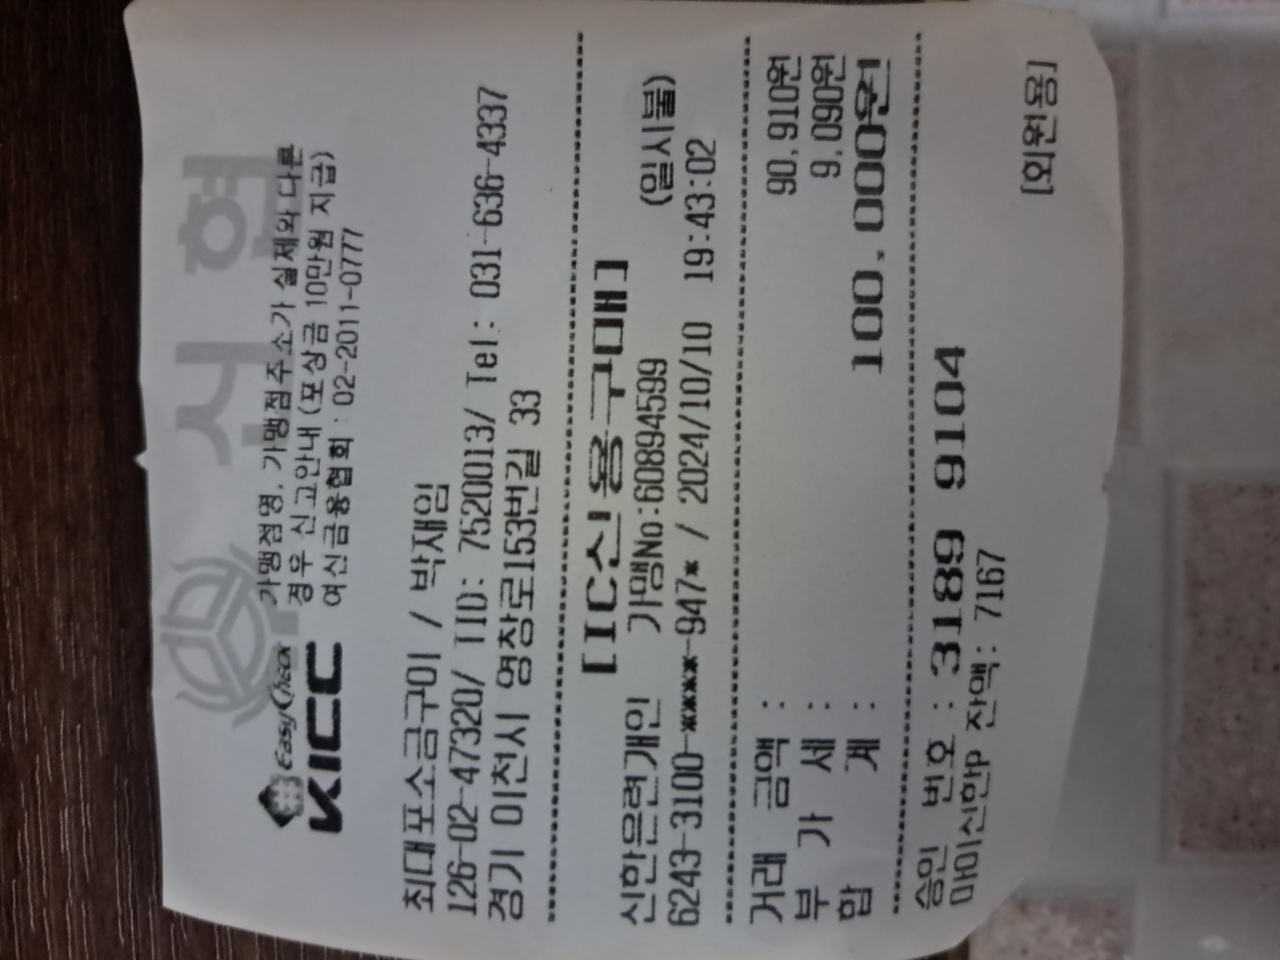 시현
Easy Check
KICC
가맹점명, 가맹점주소가 실제와 다른
경우 신고안내 (포상금 10만원 지급)
여신금융협회 : 02-2011-0777
최대포소금구이 / 박재임
126-02-47320/ TID: 7520013/ Tel: 031-636-4337
경기 이천시 영창로153번길 33
[IC신용구매]
신한은련개인 가맹No:60894599 (일시불)
6243-3100-****-947* / 2024/10/10 19:43:02
거래 금액 : 90,910원
부 가 세 : 9,090원
합 계 : 100,000원
승인 번호 : 3189 9104
마이신한P 잔액: 7167
[회원용]